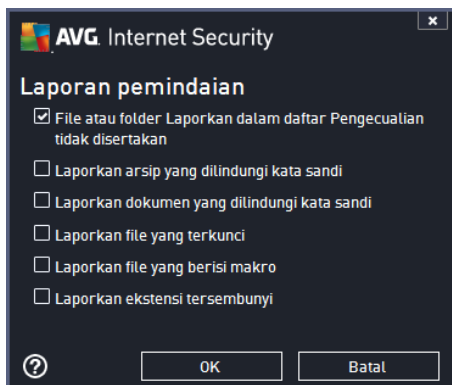 AVG. Internet Security
Laporan pemindaian
File atau folder Laporkan dalam daftar Pengecualian
tidak disertakan
Laporkan arsip yang dilindungi kata sandi
Laporkan dokumen yang dilindungi kata sandi
Laporkan file yang terkunci
Laporkan file yang berisi makro
Laporkan ekstensi tersembunyi
OK
Batal